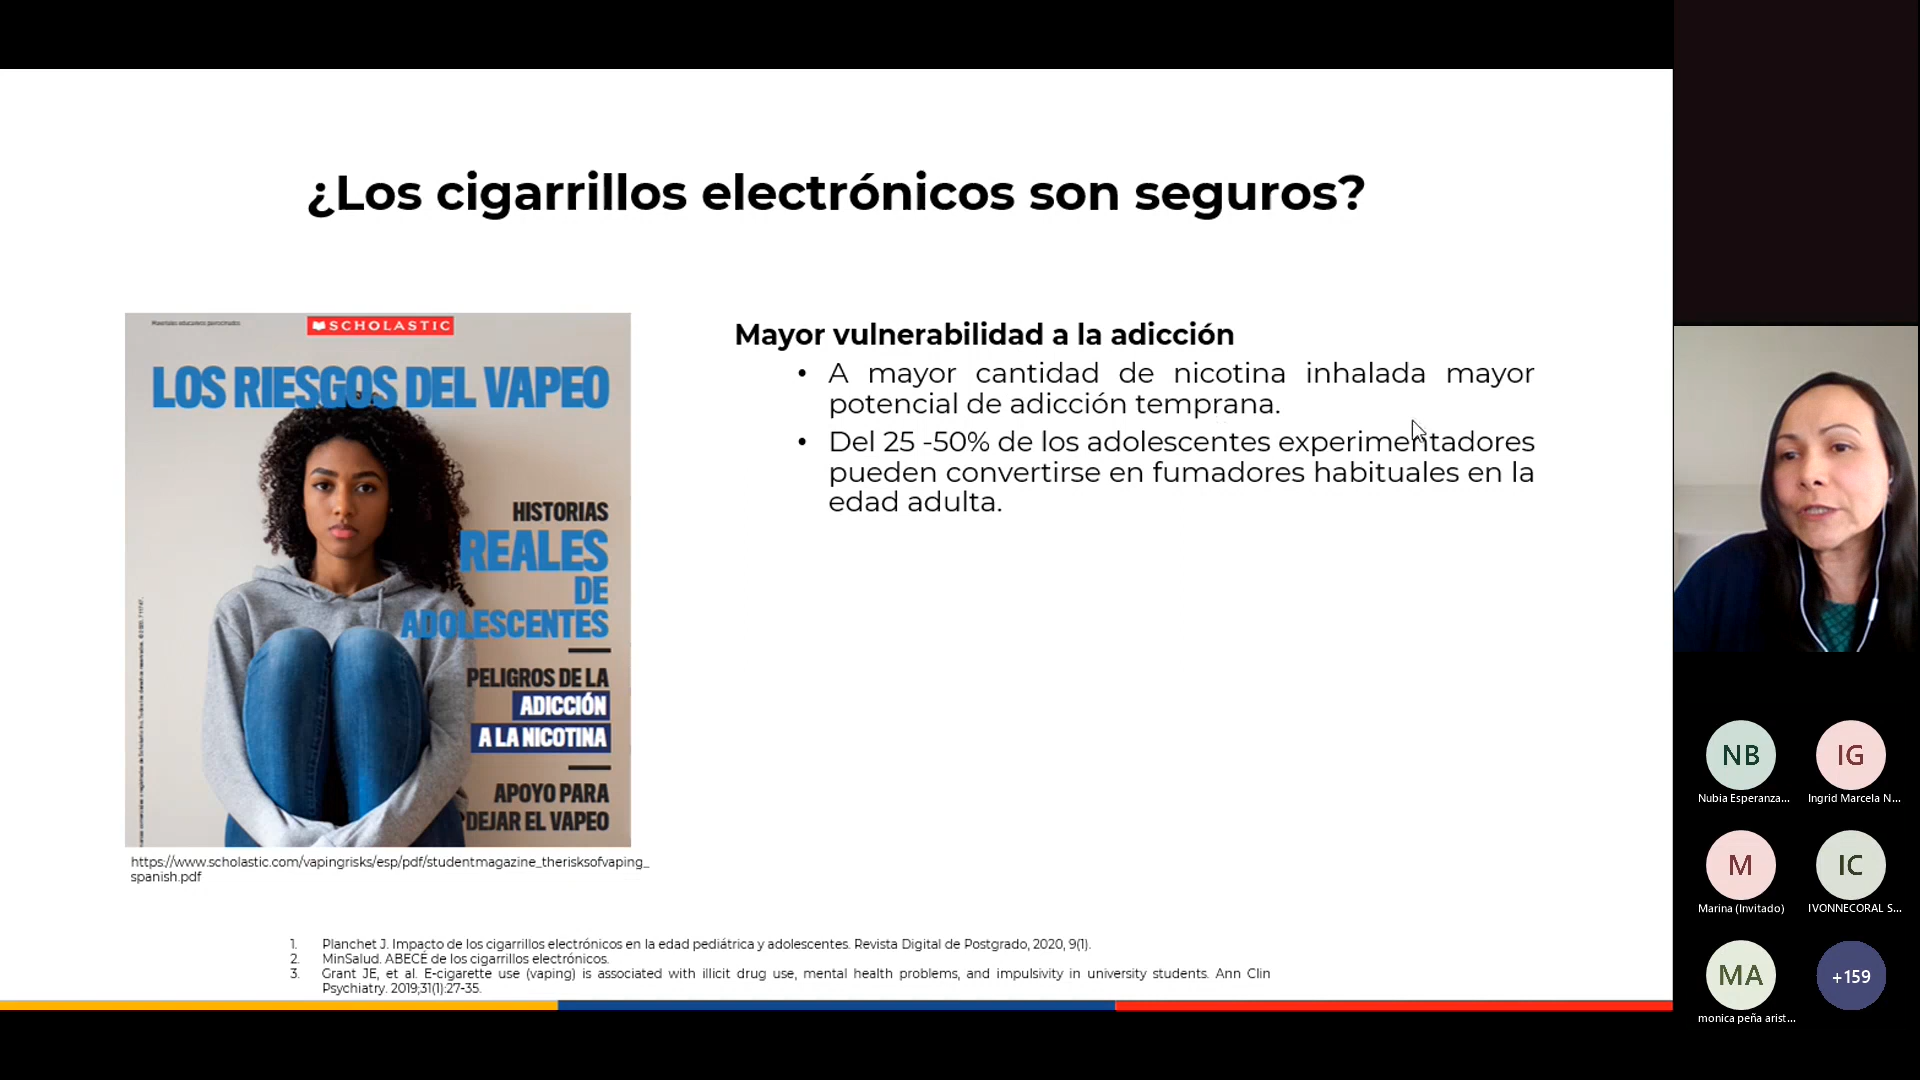 ¿Los cigarrillos electrónicos son seguros?
SCHOLASTIC
LOS RIESGOS DEL VAPEO
HISTORIAS
REALES
DE
ADOLESCENTES
PELIGROS DE LA
ADICCIÓN
A LA NICOTINA
APOYO PARA
DEJAR EL VAPEO
https://www.scholastic.com/vapingrisks/esp/pdf/studentmagazine_therisksofvaping_
spanish.pdf
Mayor vulnerabilidad a la adicción
• A mayor cantidad de nicotina inhalada mayor
potencial de adicción temprana.
• Del 25 -50% de los adolescentes experimentadores
pueden convertirse en fumadores habituales en la
edad adulta.
1. Planchet J. Impacto de los cigarrillos electrónicos en la edad pediátrica y adolescentes. Revista Digital de Postgrado, 2020, 9(1).
2. MinSalud. ABECÉ de los cigarrillos electrónicos.
3. Grant JE, et al. E-cigarette use (vaping) is associated with illicit drug use, mental health problems, and impulsivity in university students. Ann Clin
Psychiatry. 2019;31(1):27-35.
NB
Nubia Esperanza...
IG
Ingrid Marcela N...
M
Marina (Invitado)
IC
IVONNECORAL S...
MA
monica peña arist...
+159